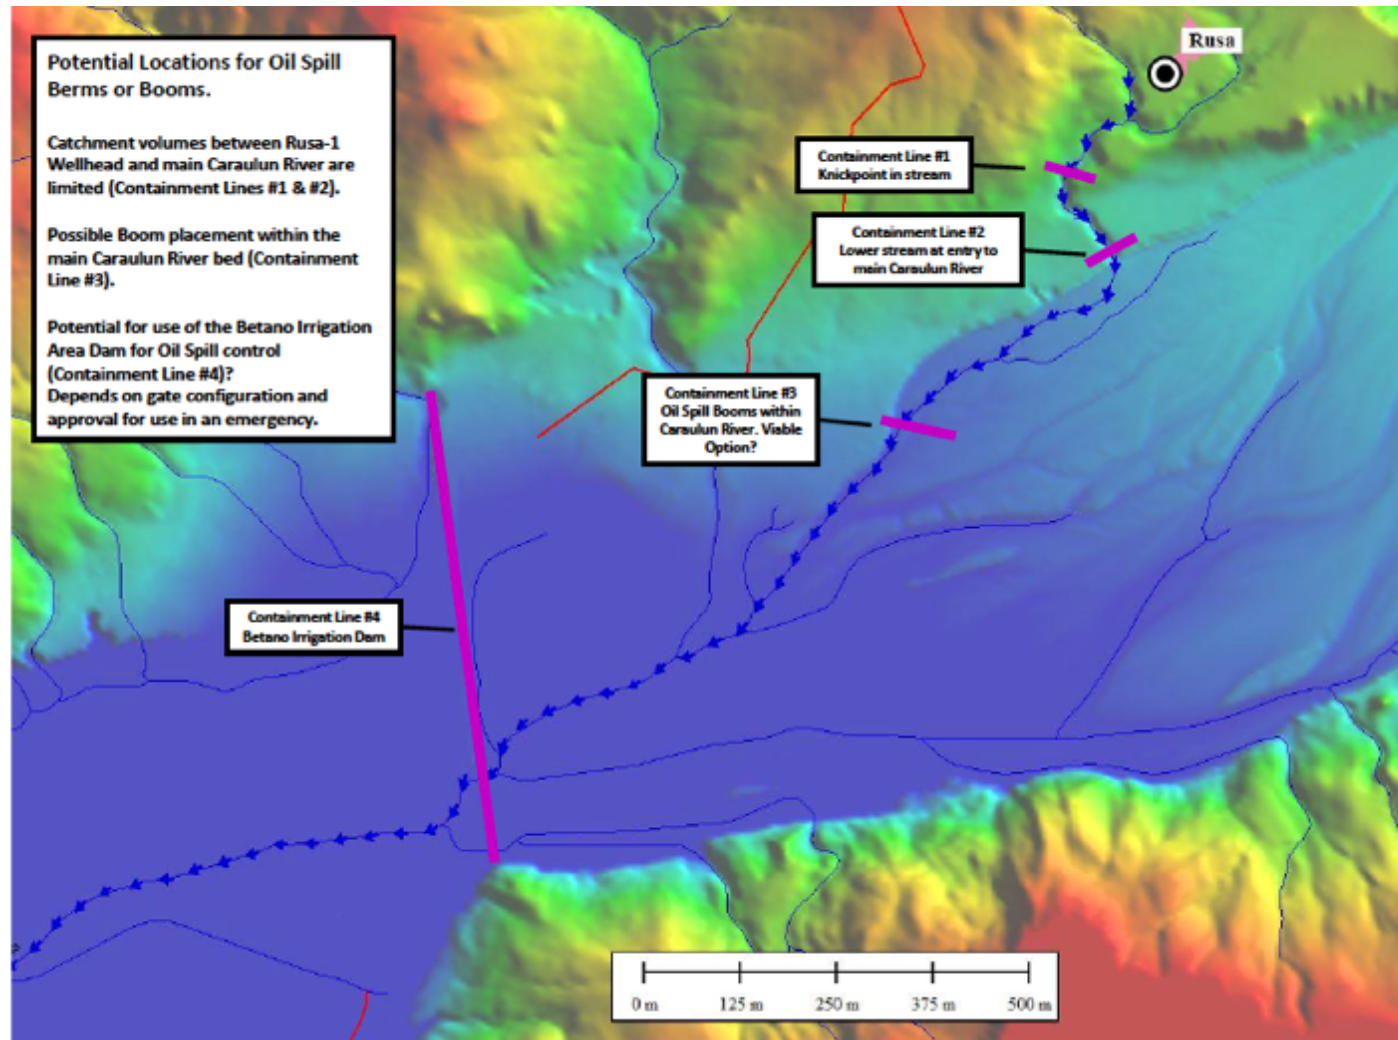 Potential Locations for Oil Spill
Berms or Booms.
Catchment volumes between Rusa-1
Wellhead and main Caraulun River are
limited (Containment Lines #1 & #2).
Possible Boom placement within the
main Caraulun River bed (Containment
Line #3).
Potential for use of the Betano Irrigation
Area Dam for Oil Spill control
(Containment Line #4)?
Depends on gate configuration and
approval for use in an emergency.
Rusa
Containment Line #1
Knickpoint in stream
Containment Line #2
Lower stream at entry to
main Caraulun River
Containment Line #3
Oil Spill Booms within
Caraulun River. Viable
Option?
Containment Line #4
Betano Irrigation Dam
0 m 125 m 250 m 375 m 500 m